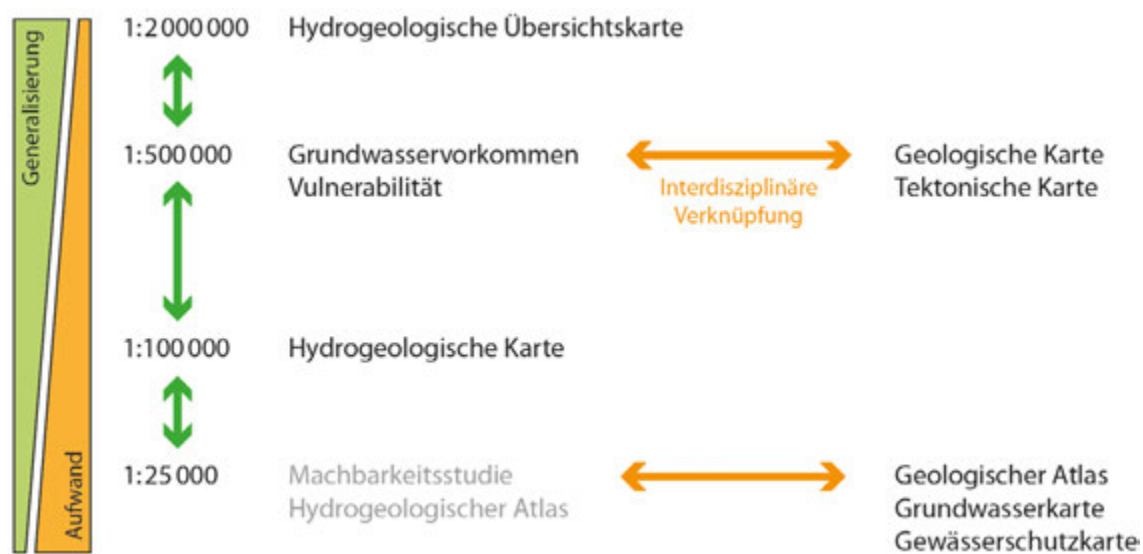 Generalisierung
Aufwand
1:2 000 000 Hydrogeologische Übersichtskarte
1:500 000 Grundwasservorkommen Geologische Karte
Vulnerabilität Interdisziplinäre Tektonische Karte
Verknüpfung
1:100 000 Hydrogeologische Karte
1:25 000 Machbarkeitsstudie Geologischer Atlas
Hydrogeologischer Atlas Grundwasserkarte
Gewässerschutzkarte